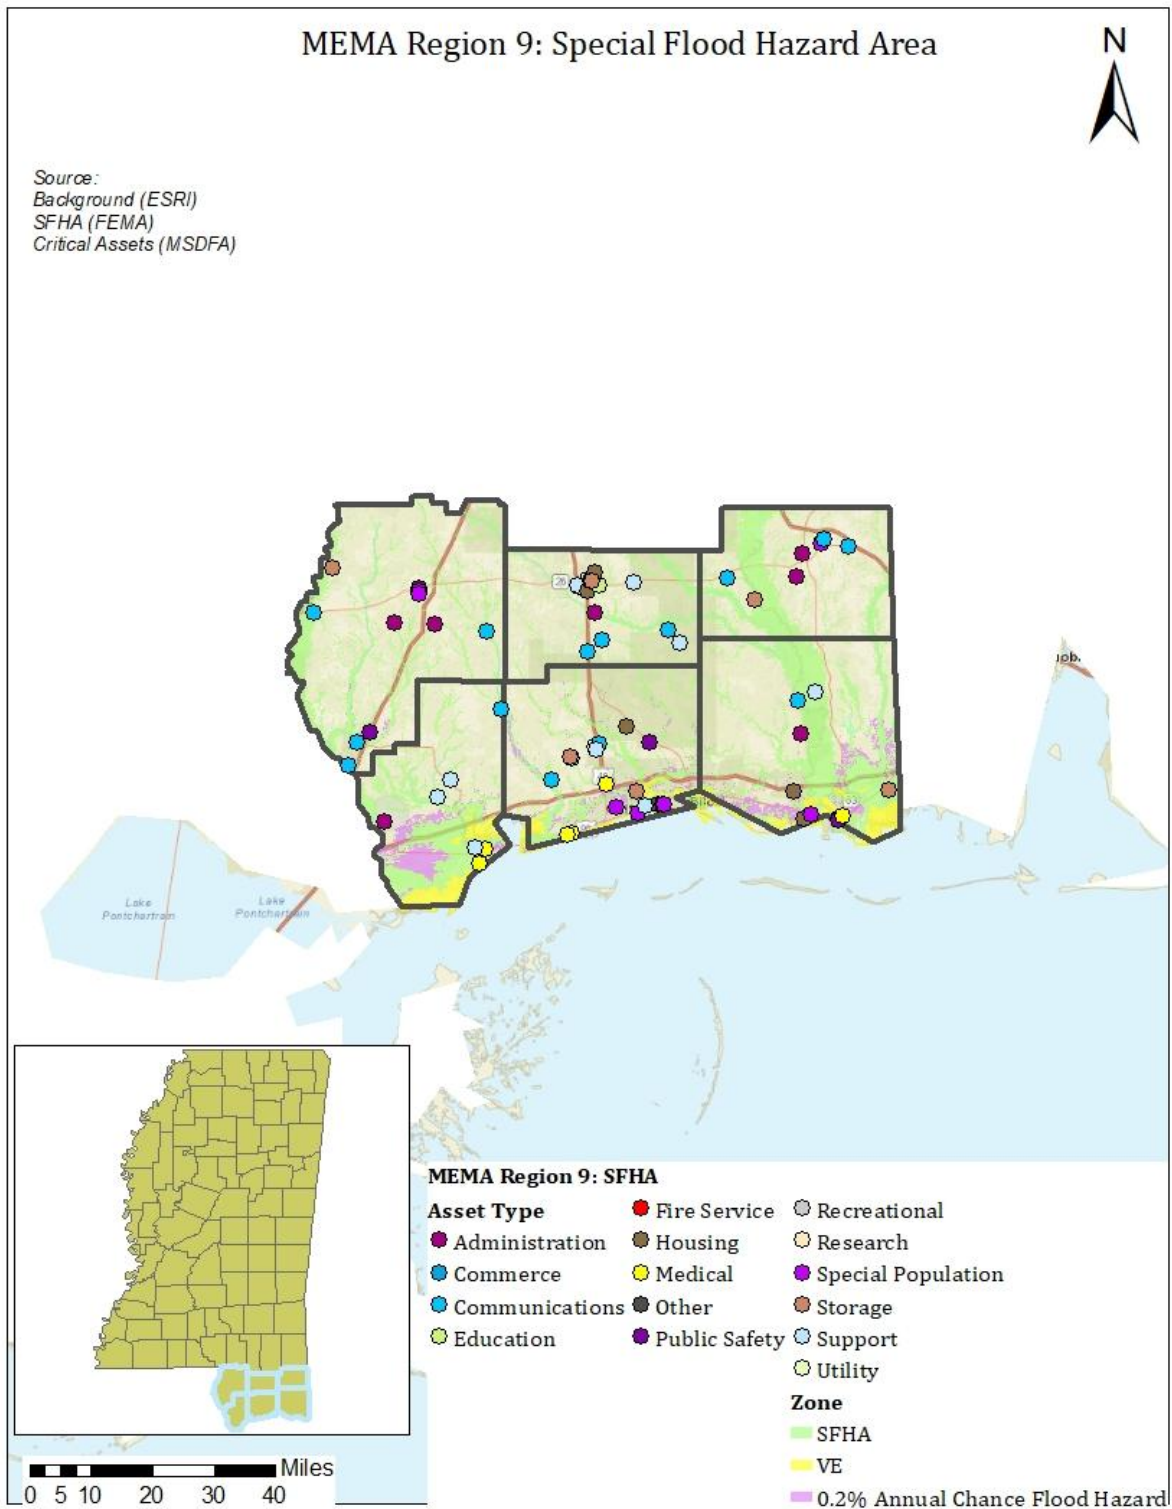 MEMA Region 9: Special Flood Hazard Area
N
Source:
Background (ESRI)
SFHA (FEMA)
Critical Assets (MSDFA)
26
Lake
Pontchartrain
Lake
Pontchartrain
MEMA Region 9: SFHA
Asset Type
Administration
Commerce
Communications
Education
Fire Service
Housing
Medical
Other
Public Safety
Recreational
Research
Special Population
Storage
Support
Utility
Zone
SFHA
VE
0.2% Annual Chance Flood Hazard
Miles
0 5 10 20 30 40